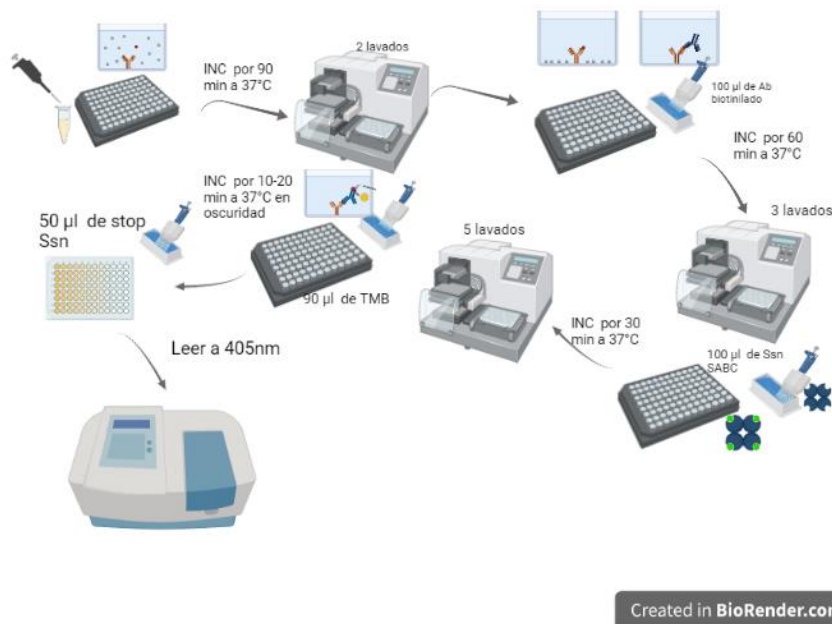 INC por 90
min a 37°C
2 lavados
100 µl de Ab
biotinilado
INC por 60
min a 37°C
3 lavados
100 µl de Ssn
SABC
INC por 30
min a 37°C
5 lavados
90 µl de TMB
INC por 10-20
min a 37°C en
oscuridad
50 µl de stop
Ssn
Leer a 405nm
Created in BioRender.com